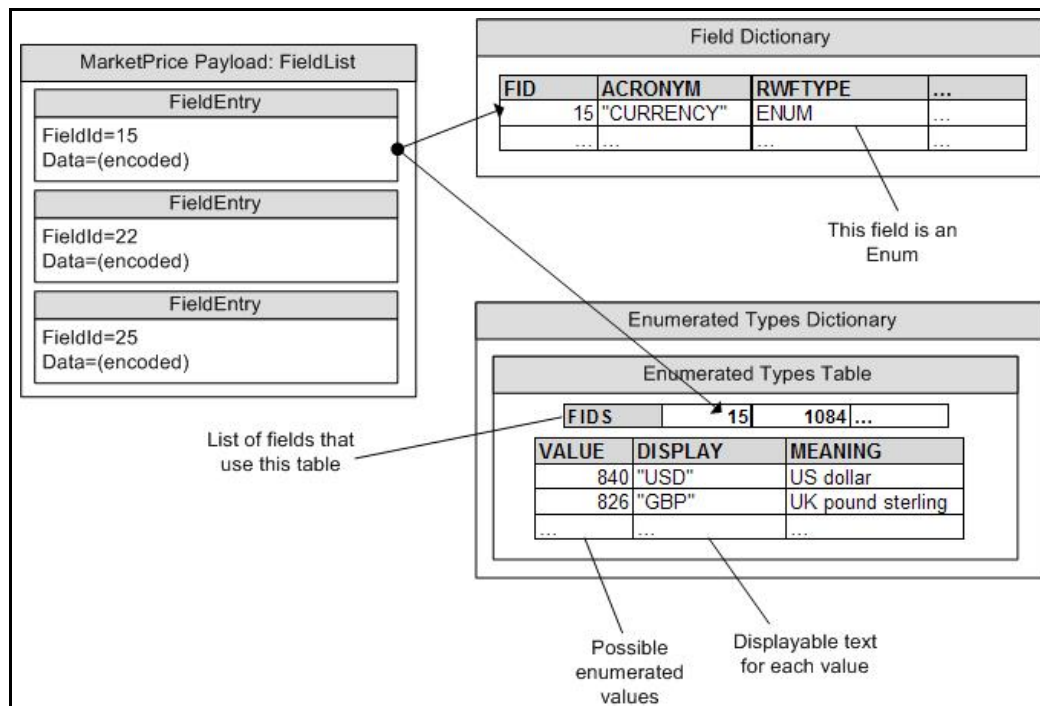 MarketPrice Payload: FieldList
FieldEntry
FieldId=15
Data=(encoded)
FieldEntry
FieldId=22
Data=(encoded)
FieldEntry
FieldId=25
Data=(encoded)
Field Dictionary
FID ACRONYM RWFTYPE ...
15 "CURRENCY" ENUM ...
... ... ... ...
This field is an
Enum
Enumerated Types Dictionary
Enumerated Types Table
FIDS 15 1084 ...
List of fields that
use this table
VALUE DISPLAY MEANING
840 "USD" US dollar
826 "GBP" UK pound sterling
... ... ...
Possible
enumerated
values
Displayable text
for each value